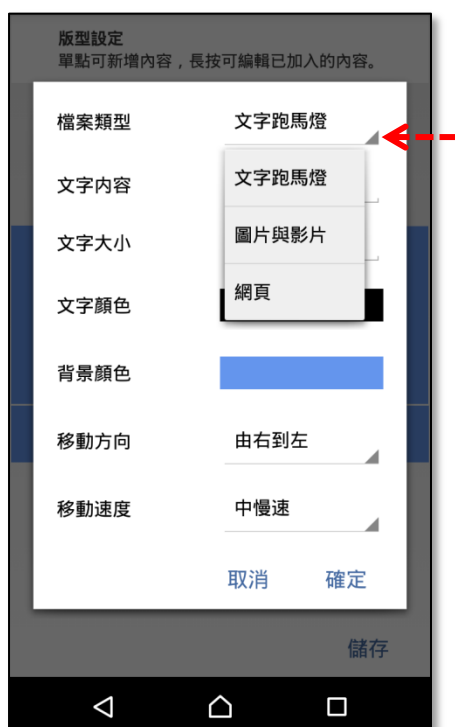 版型設定
單點可新增內容，長按可編輯已加入的內容。
檔案類型 文字跑馬燈
文字內容 文字跑馬燈
文字大小 圖片與影片
文字顏色 網頁
背景顏色
移動方向 由右到左
移動速度 中慢速
取消 確定
儲存